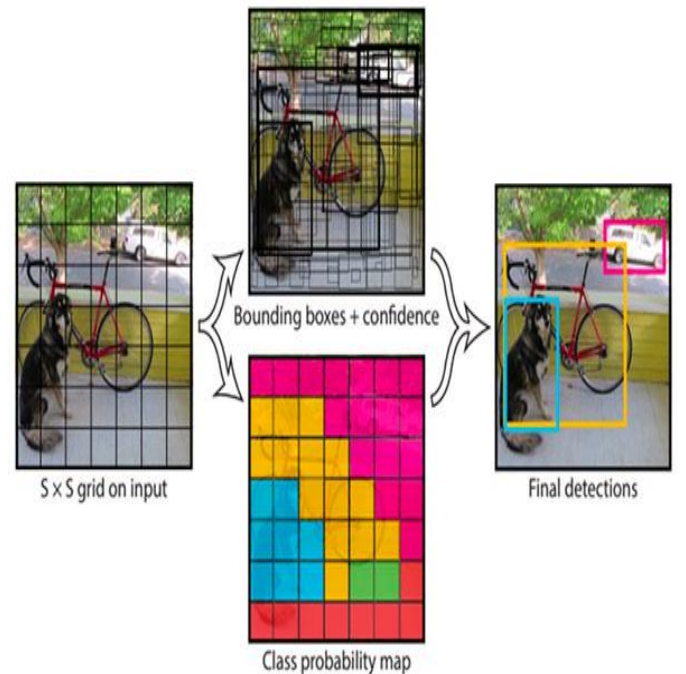 S × S grid on input
Bounding boxes + confidence
Class probability map
Final detections